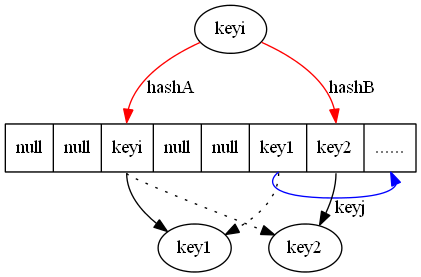 keyi
hashA hashB
null null keyi null null key1 key2 ......
keyj
key1 key2